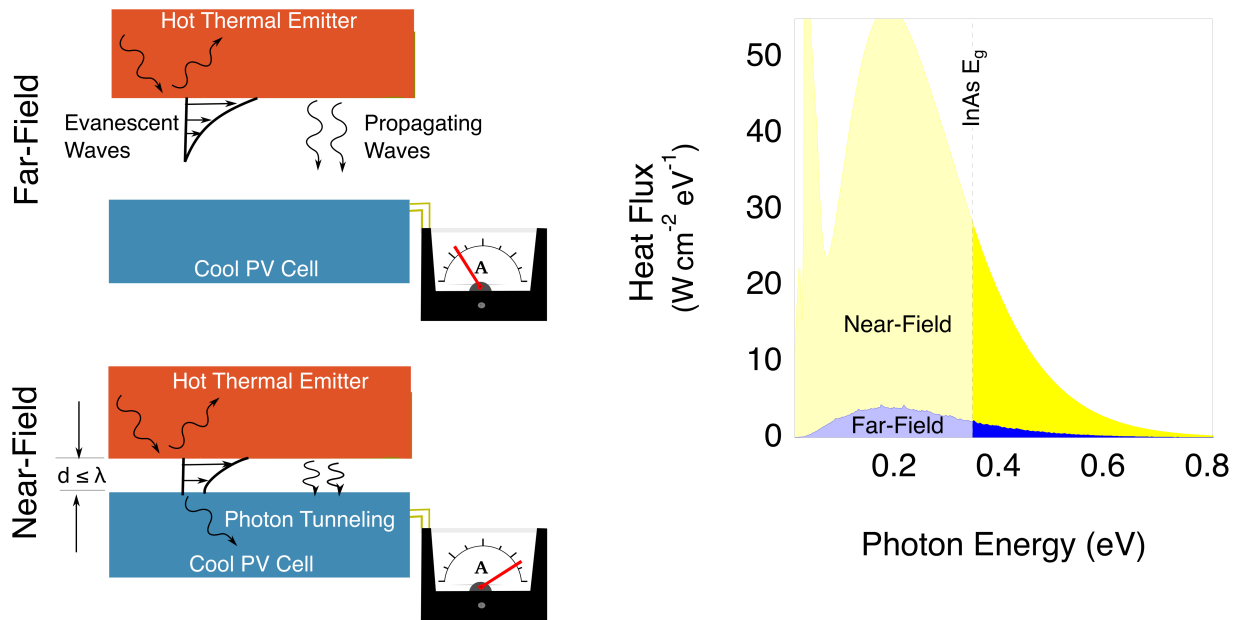 Far-Field
Hot Thermal Emitter
Evanescent
Waves
Propagating
Waves
Cool PV Cell
A
Near-Field
Hot Thermal Emitter
d ≤ λ
Photon Tunneling
Cool PV Cell
A
Heat Flux
(W cm⁻² eV⁻¹)
50
40
30
20
10
0
InAs E₉
Near-Field
Far-Field
0.2
0.4
0.6
0.8
Photon Energy (eV)